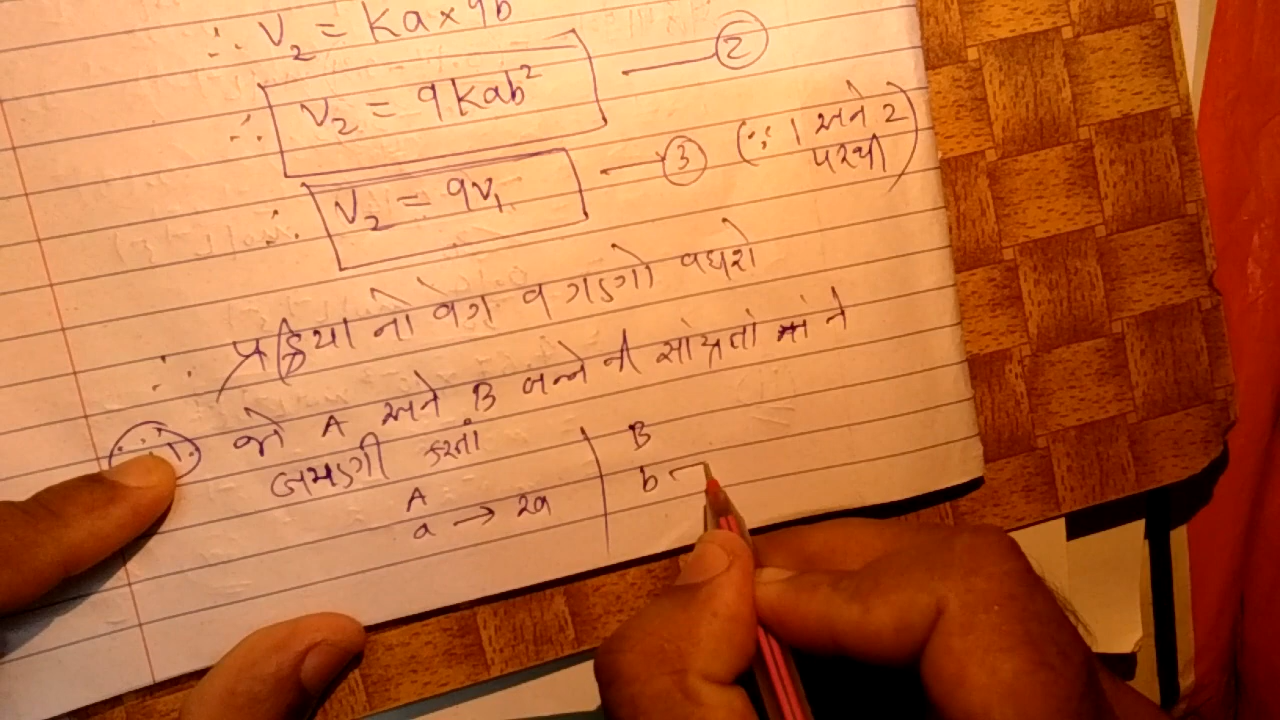 ∴ V₂ = Ka × 9b
∴ V₂ = 9Kab² —— ②
∴ V₂ = 9V₁ —— ③ (∵ 1 અને 2 પરથી)
∴ પ્રક્રિયા નો વેગ 9 ગણો વધશે
જો A અને B બન્ને ની સાંદ્રતા ને
બમણી કરતાં
A | B
a → 2a | b